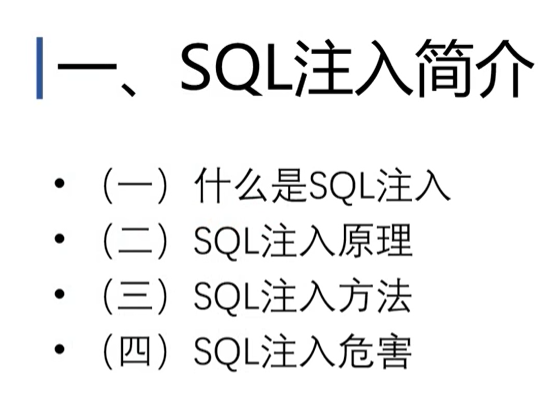 一、SQL注入简介
• （一）什么是SQL注入
• （二）SQL注入原理
• （三）SQL注入方法
• （四）SQL注入危害